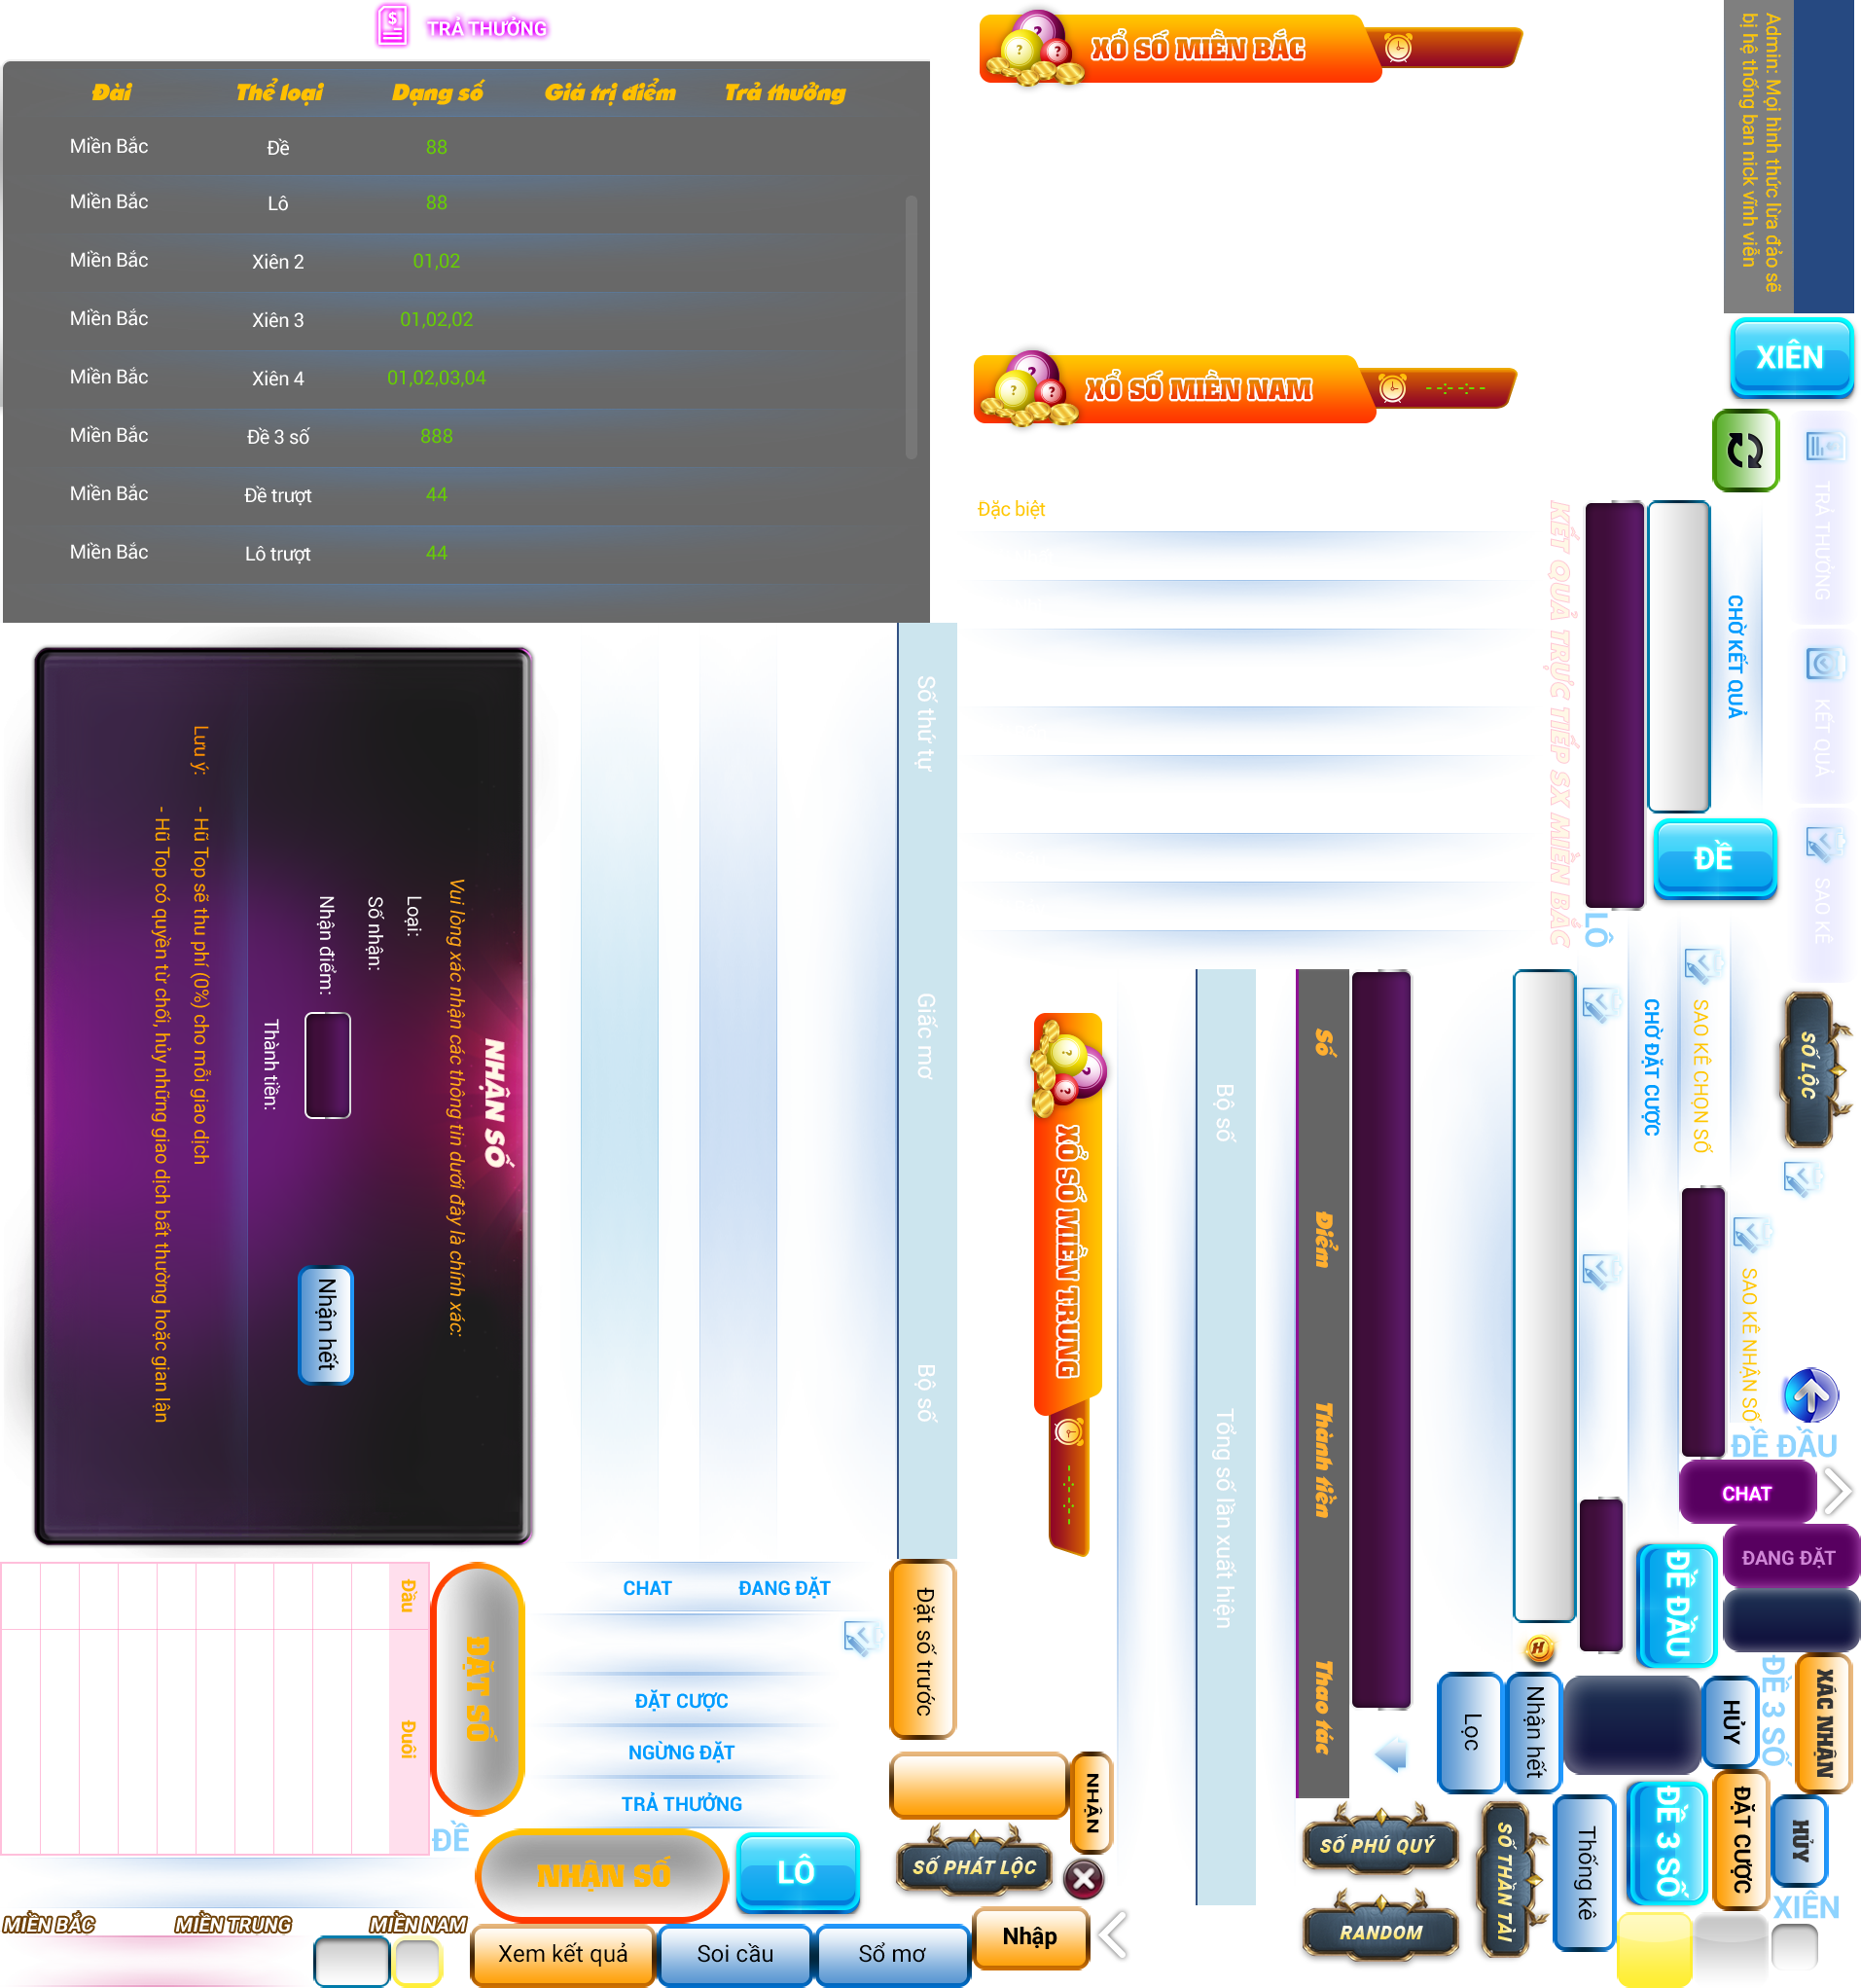 TRẢ THƯỞNG
Đài Thể loại Dạng số Giá trị điểm Trả thưởng
Miền Bắc Đề 88
Miền Bắc Lô 88
Miền Bắc Xiên 2 01,02
Miền Bắc Xiên 3 01,02,02
Miền Bắc Xiên 4 01,02,03,04
Miền Bắc Đề 3 số 888
Miền Bắc Đề trượt 44
Miền Bắc Lô trượt 44
XỔ SỐ MIỀN BẮC
XỔ SỐ MIỀN NAM
-:-:-:-
Đặc biệt
Admin: Mọi hình thức lừa đảo sẽ
bị hệ thống ban nick vĩnh viễn
XIÊN
TRẢ THƯỞNG
KẾT QUẢ
SAO KÊ
KẾT QUẢ TRỰC TIẾP SX MIỀN BẮC
CHỜ KẾT QUẢ
ĐỀ
LÔ
NHẬN SỐ
Vui lòng xác nhận các thông tin dưới đây là chính xác:
Loại:
Số nhận:
Nhận điểm:
Nhận hết
Thành tiền:
Lưu ý: - Hũ Top sẽ thu phí (0%) cho mỗi giao dịch
- Hũ Top có quyền từ chối, hủy những giao dịch bất thường hoặc gian lận
Số thứ tự Giấc mơ Bộ số
XỔ SỐ MIỀN TRUNG
-:-:-:-
Bộ số Tổng số lần xuất hiện
Số Điểm Thành tiền Thao tác
CHỜ ĐẶT CƯỢC
SAO KÊ CHỌN SỐ
SỐ LỘC
SAO KÊ NHẬN SỐ
ĐỀ ĐẦU
CHAT
ĐANG ĐẶT
ĐỀ ĐẦU
ĐỀ 3 SỐ
XÁC NHẬN
HỦY
Nhận hết
Lọc
Đầu Đuôi
ĐẶT SỐ
CHAT
ĐANG ĐẶT
ĐẶT CƯỢC
NGỪNG ĐẶT
TRẢ THƯỞNG
Đặt số trước
NHẬN
ĐỀ
NHẬN SỐ
LÔ
SỐ PHÁT LỘC
SỐ PHÚ QUÝ
SỐ THẦN TÀI
RANDOM
Thống kê
ĐỀ 3 SỐ
ĐẶT CƯỢC
HỦY
XIÊN
MIỀN BẮC
MIỀN TRUNG
MIỀN NAM
Xem kết quả
Soi cầu
Sổ mơ
Nhập